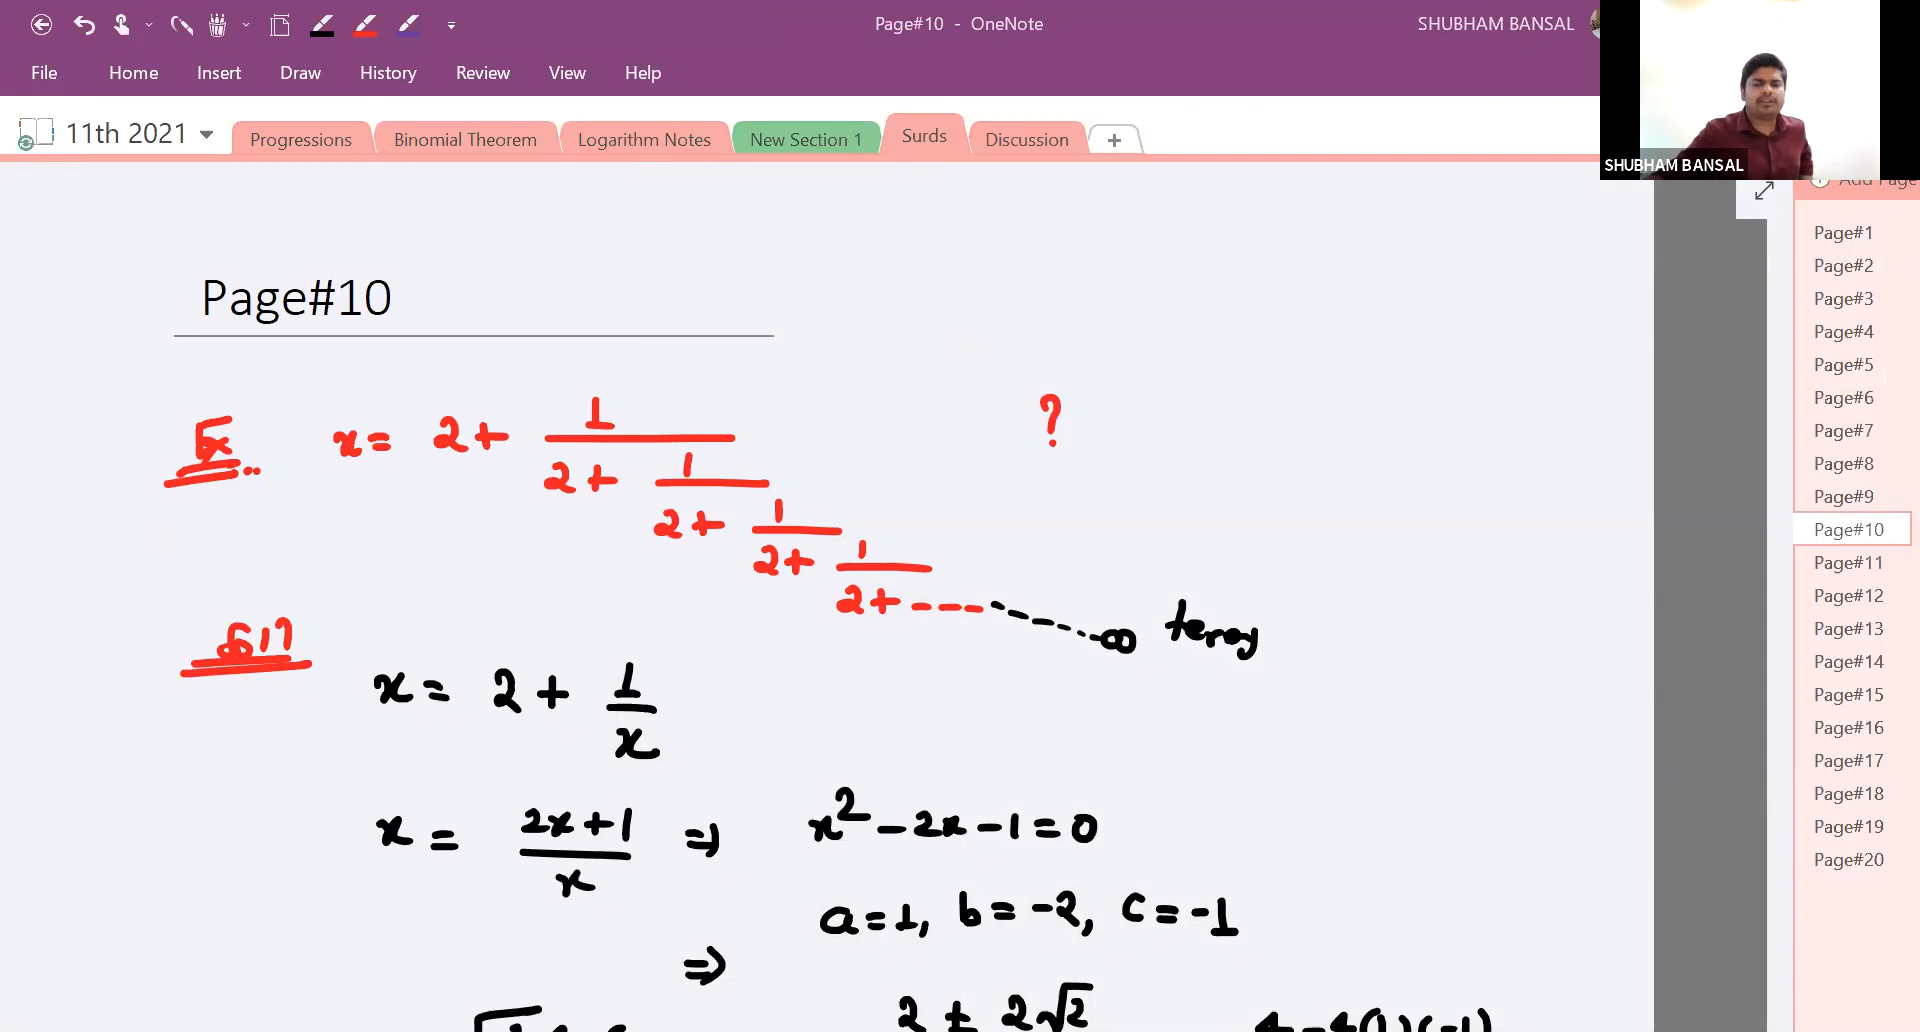 Page#10 - OneNote
SHUBHAM BANSAL
File Home Insert Draw History Review View Help
11th 2021 Progressions Binomial Theorem Logarithm Notes New Section 1 Surds Discussion +
SHUBHAM BANSAL
Add Page
Page#1
Page#2
Page#3
Page#4
Page#5
Page#6
Page#7
Page#8
Page#9
Page#10
Page#11
Page#12
Page#13
Page#14
Page#15
Page#16
Page#17
Page#18
Page#19
Page#20
Page#10
Ex.. x = 2 + 1 ?
2 + 1
2 + 1
2 + 1
2 + ---- ---- ∞ terms
x = 2 + 1/x
x = (2x+1)/x ⇒ x² - 2x - 1 = 0
a = 1, b = -2, c = -1
⇒
2 ± 2√2